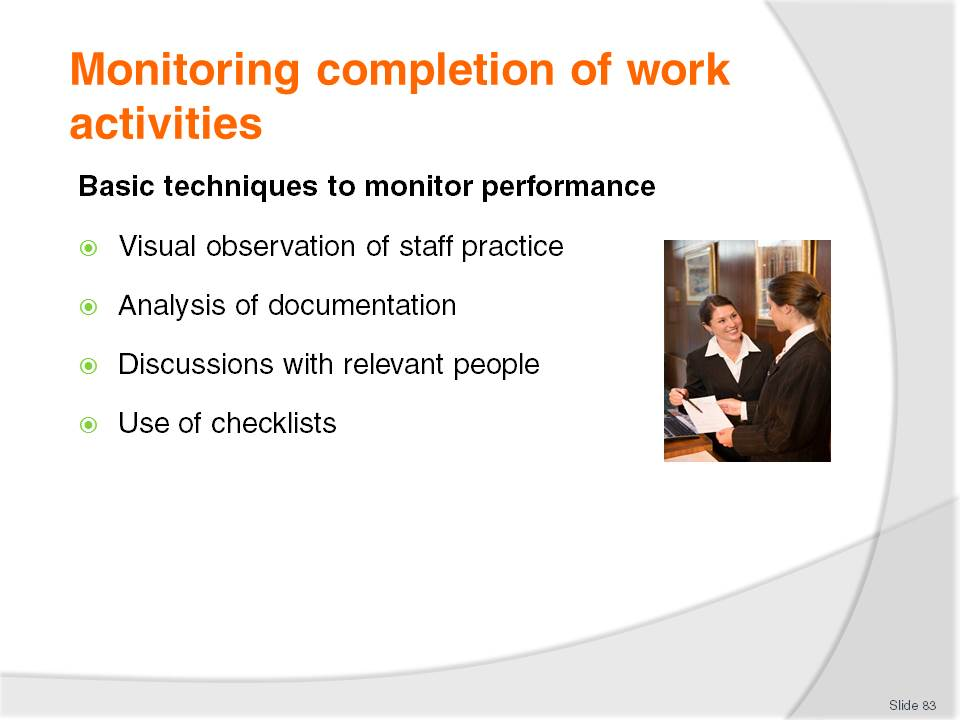 Monitoring completion of work
activities
Basic techniques to monitor performance
Visual observation of staff practice
Analysis of documentation
Discussions with relevant people
Use of checklists
Slide 83